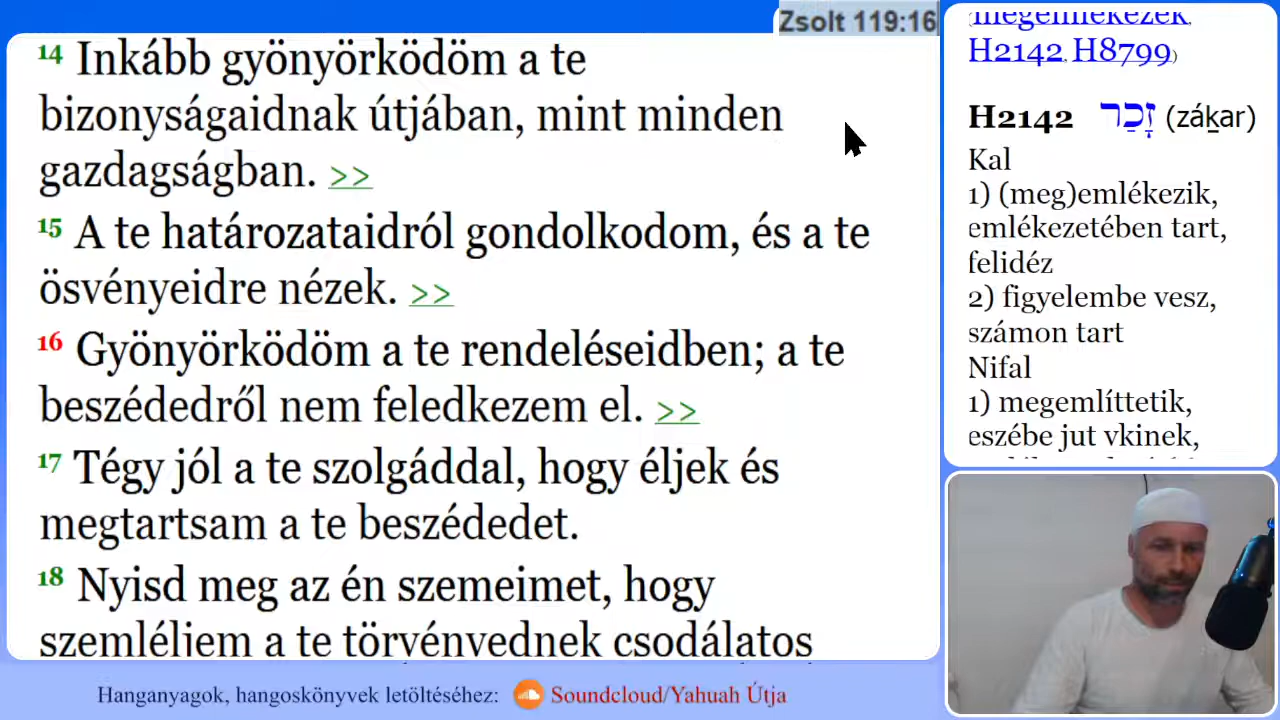 Zsolt 119:16
14 Inkább gyönyörködöm a te
bizonyságaidnak útjában, mint minden
gazdagságban. >>
15 A te határozataidról gondolkodom, és a te
ösvényeidre nézek. >>
16 Gyönyörködöm a te rendeléseidben; a te
beszédedről nem feledkezem el. >>
17 Tégy jól a te szolgáddal, hogy éljek és
megtartsam a te beszédedet.
18 Nyisd meg az én szemeimet, hogy
szemléljem a te törvényednek csodálatos
(megemlékezek,
H2142, H8799)
H2142 זָכַר (zákar)
Kal
1) (meg)emlékezik,
emlékezetében tart,
felidéz
2) figyelembe vesz,
számon tart
Nifal
1) megemlíttetik,
eszébe jut vkinek,
Hanganyagok, hangoskönyvek letöltéséhez: Soundcloud/Yahuah Útja